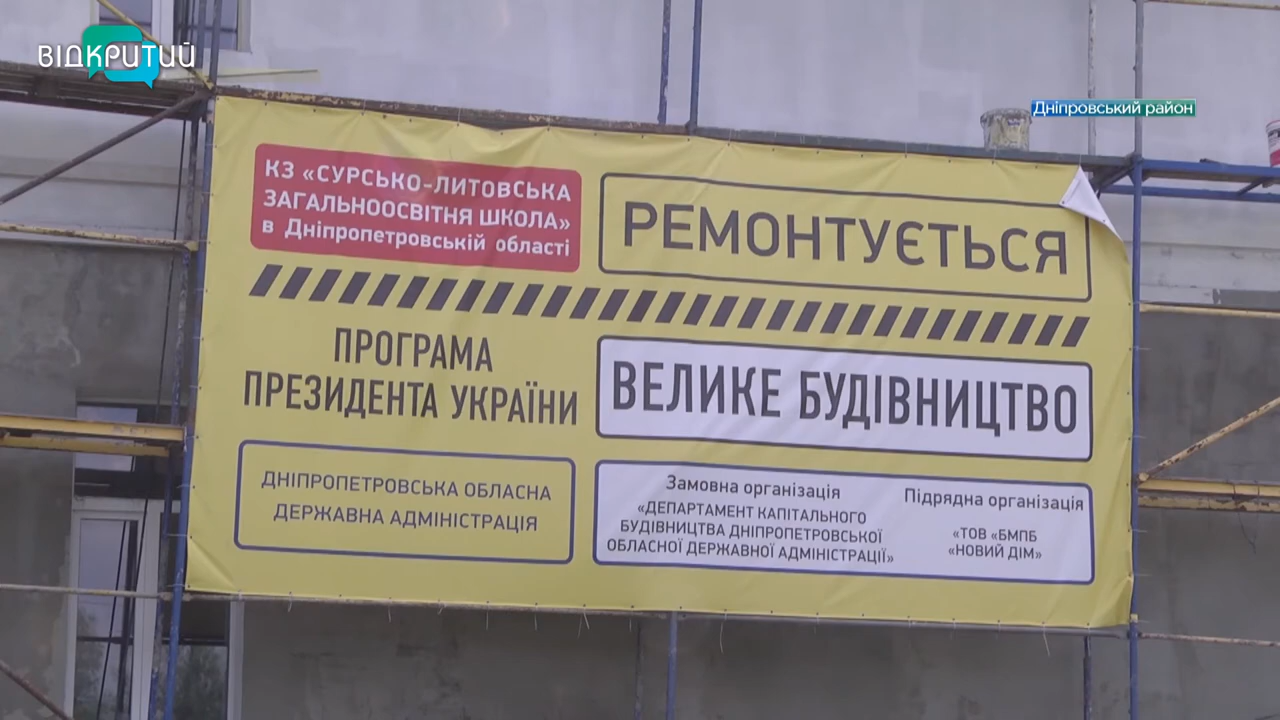 ВІДКРИТИЙ
Дніпровський район
КЗ «СУРСЬКО-ЛИТОВСЬКА
ЗАГАЛЬНООСВІТНЯ ШКОЛА»
в Дніпропетровській області
РЕМОНТУЄТЬСЯ
ПРОГРАМА
ПРЕЗИДЕНТА УКРАЇНИ
ВЕЛИКЕ БУДІВНИЦТВО
ДНІПРОПЕТРОВСЬКА ОБЛАСНА
ДЕРЖАВНА АДМІНІСТРАЦІЯ
Замовна організація
«ДЕПАРТАМЕНТ КАПІТАЛЬНОГО
БУДІВНИЦТВА ДНІПРОПЕТРОВСЬКОЇ
ОБЛАСНОЇ ДЕРЖАВНОЇ АДМІНІСТРАЦІЇ»
Підрядна організація
«ТОВ «БМПБ
«НОВИЙ ДІМ»